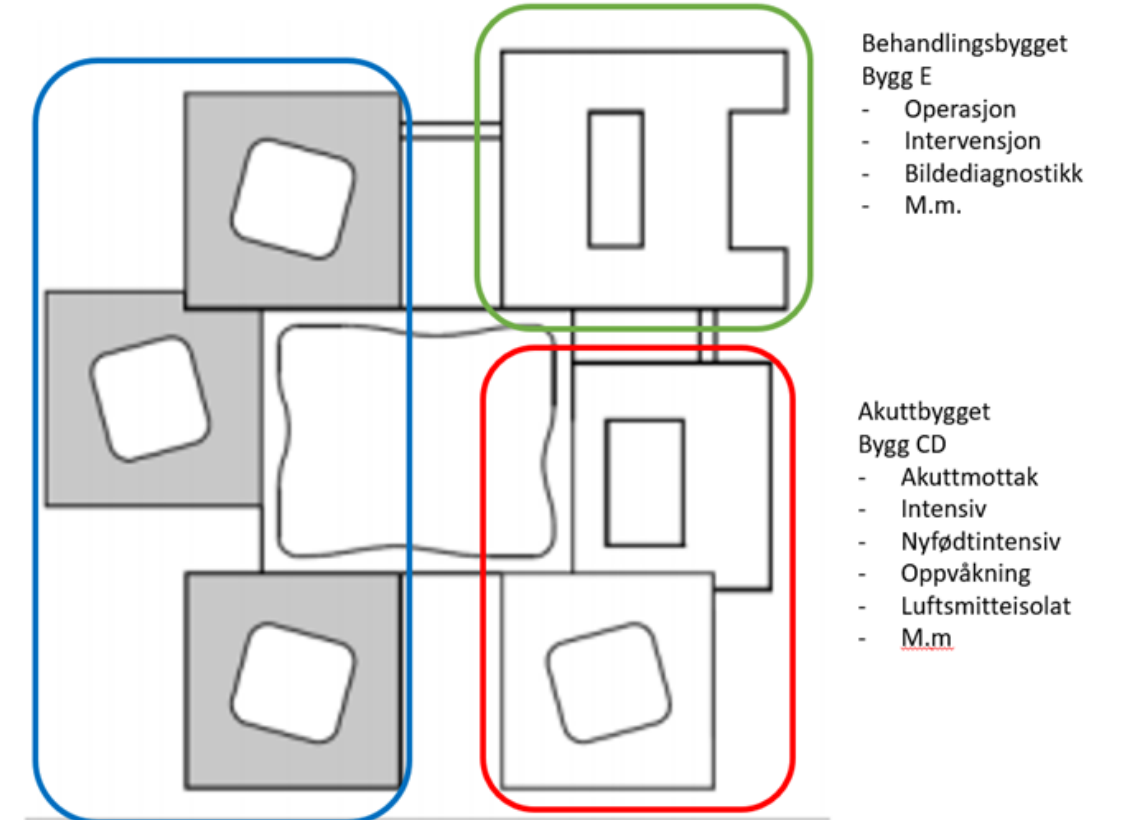 Behandlingsbygget
Bygg E
- Operasjon
- Intervensjon
- Bildediagnostikk
- M.m.
Akuttbygget
Bygg CD
- Akuttmottak
- Intensiv
- Nyfødtintensiv
- Oppvåkning
- Luftsmitteisolat
- M.m